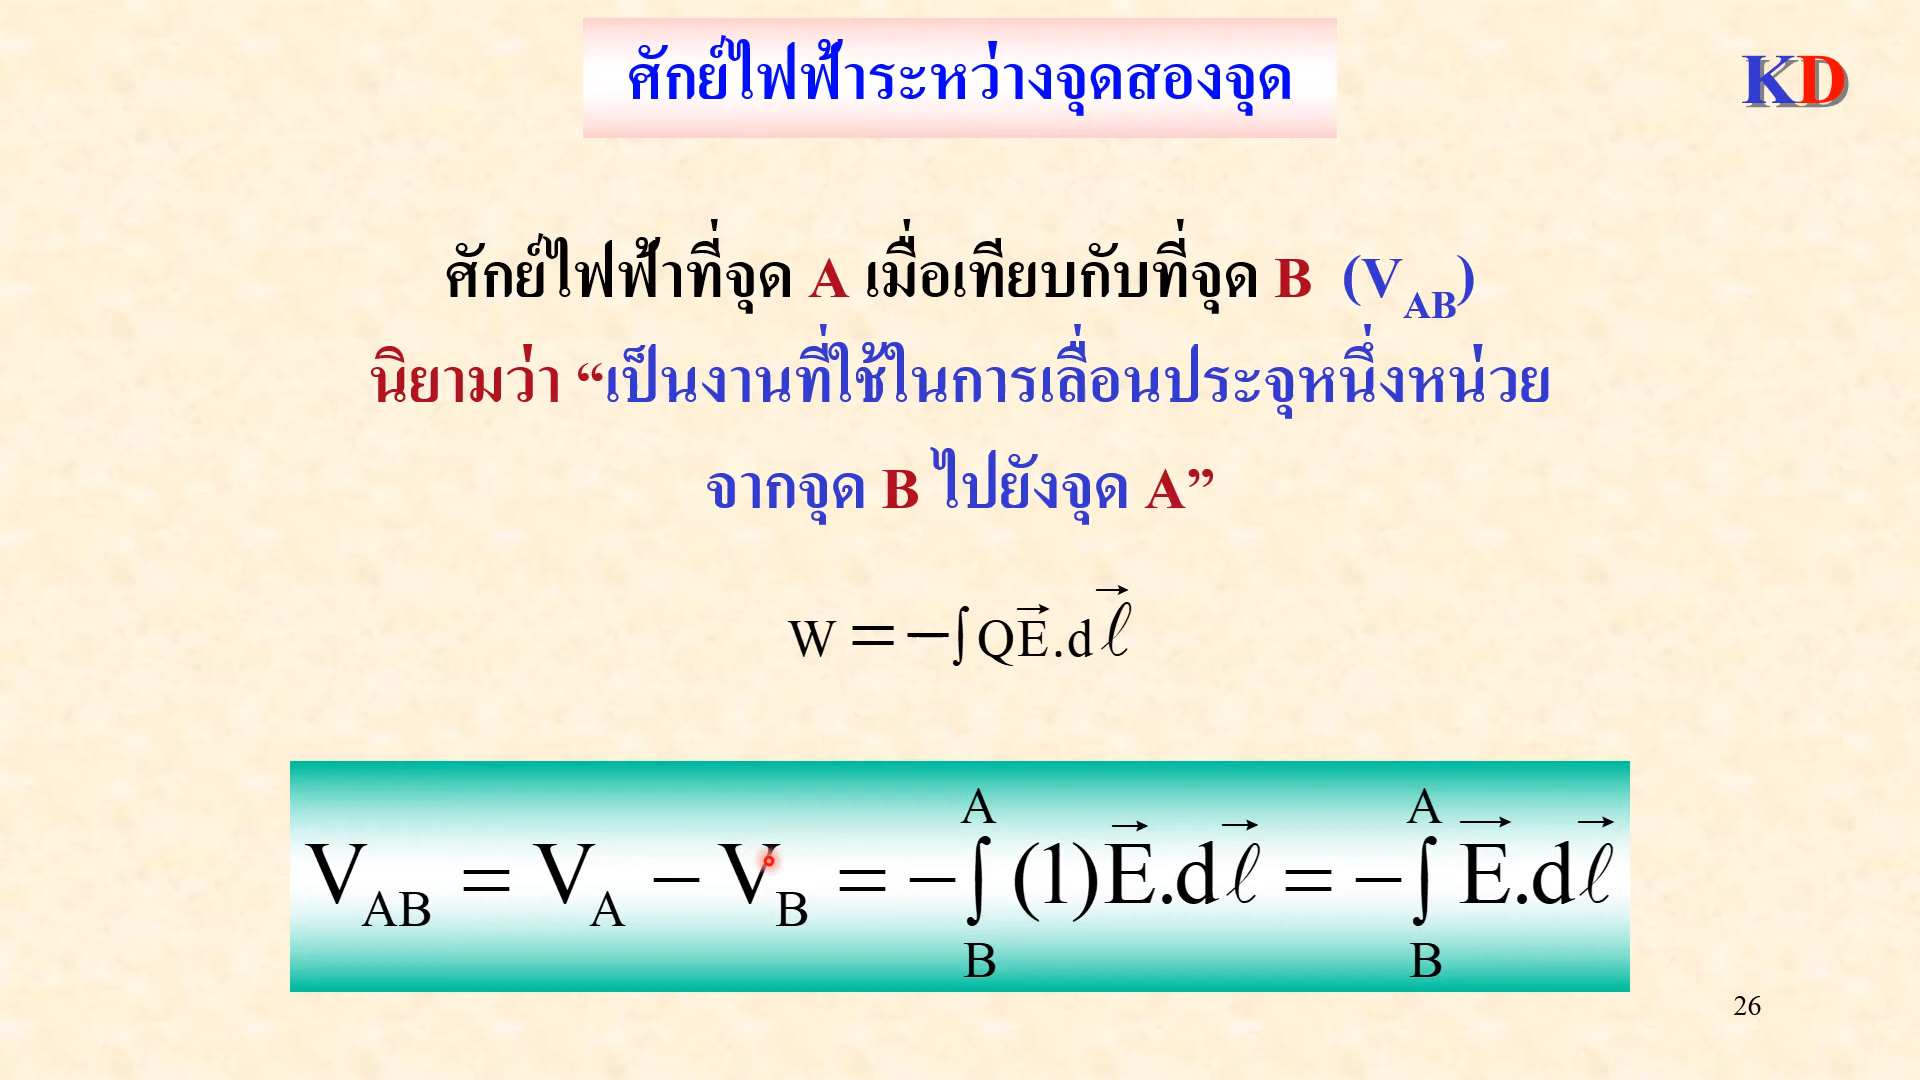 ศักย์ไฟฟ้าระหว่างจุดสองจุด
KD
ศักย์ไฟฟ้าที่จุด A เมื่อเทียบกับที่จุด B (V_AB)
นิยามว่า “เป็นงานที่ใช้ในการเลื่อนประจุหนึ่งหน่วย
จากจุด B ไปยังจุด A”
W = −∫QE⃗.dℓ⃗
V_AB = V_A − V_B = −∫_B^A (1)E⃗.dℓ⃗ = −∫_B^A E⃗.dℓ⃗
26